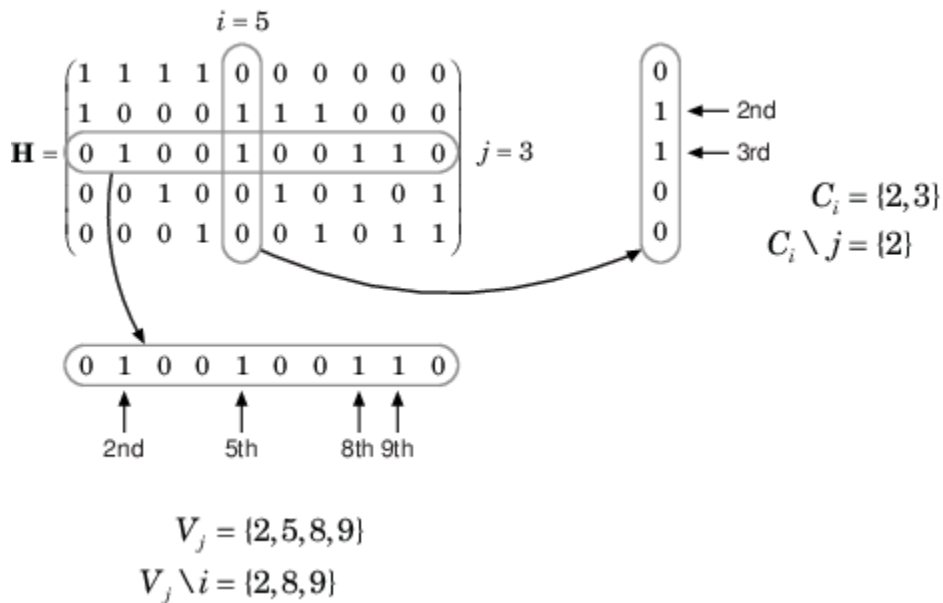 i = 5
1 1 1 1 0 0 0 0 0 0
1 0 0 0 1 1 1 0 0 0
H = 0 1 0 0 1 0 0 1 1 0 j = 3
0 0 1 0 0 1 0 1 0 1
0 0 0 1 0 0 1 0 1 1
0
1 2nd
1 3rd
0
0
C_i = {2,3}
C_i \ j = {2}
0 1 0 0 1 0 0 1 1 0
2nd 5th 8th 9th
V_j = {2,5,8,9}
V_j \ i = {2,8,9}